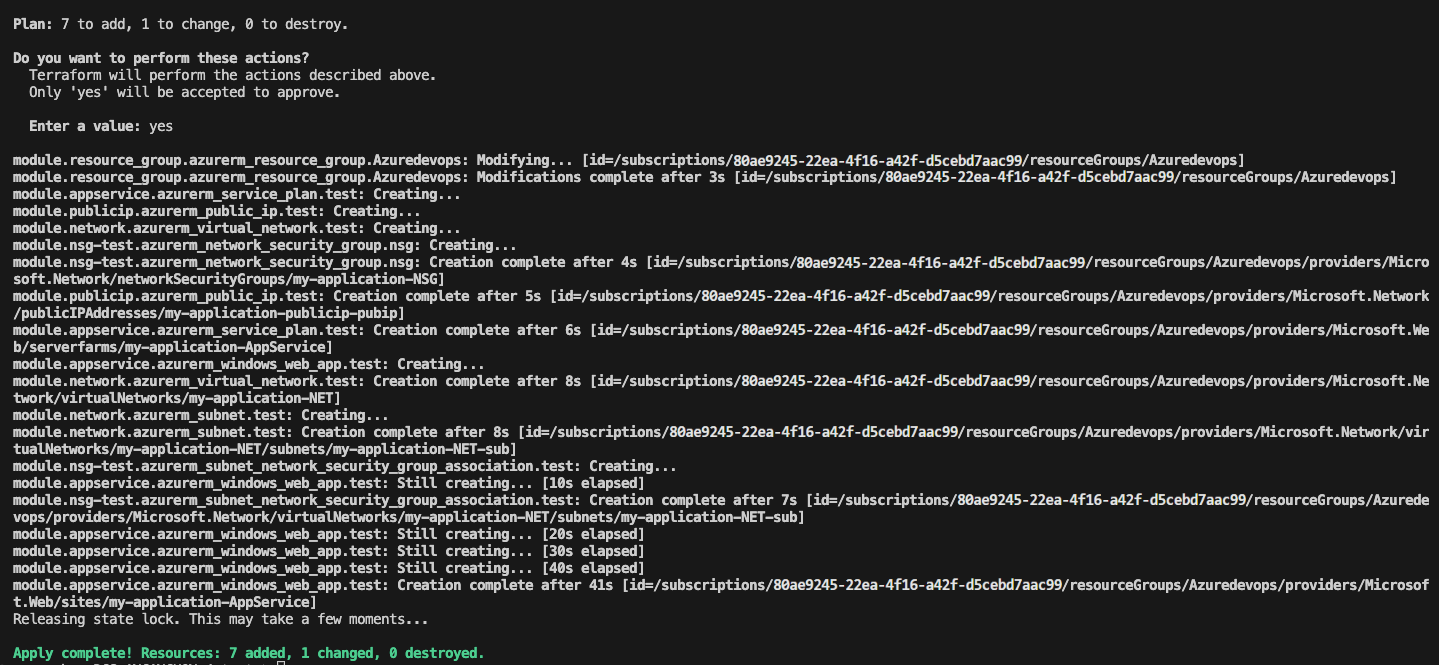 Plan: 7 to add, 1 to change, 0 to destroy.
Do you want to perform these actions?
Terraform will perform the actions described above.
Only 'yes' will be accepted to approve.
Enter a value: yes
module.resource_group.azurerm_resource_group.Azuredevops: Modifying... [id=/subscriptions/80ae9245-22ea-4f16-a42f-d5cebd7aac99/resourceGroups/Azuredevops]
module.resource_group.azurerm_resource_group.Azuredevops: Modifications complete after 3s [id=/subscriptions/80ae9245-22ea-4f16-a42f-d5cebd7aac99/resourceGroups/Azuredevops]
module.appservice.azurerm_service_plan.test: Creating...
module.publicip.azurerm_public_ip.test: Creating...
module.network.azurerm_virtual_network.test: Creating...
module.nsg-test.azurerm_network_security_group.nsg: Creating...
module.nsg-test.azurerm_network_security_group.nsg: Creation complete after 4s [id=/subscriptions/80ae9245-22ea-4f16-a42f-d5cebd7aac99/resourceGroups/Azuredevops/providers/Micro
soft.Network/networkSecurityGroups/my-application-NSG]
module.publicip.azurerm_public_ip.test: Creation complete after 5s [id=/subscriptions/80ae9245-22ea-4f16-a42f-d5cebd7aac99/resourceGroups/Azuredevops/providers/Microsoft.Network
/publicIPAddresses/my-application-publicip-pubip]
module.appservice.azurerm_service_plan.test: Creation complete after 6s [id=/subscriptions/80ae9245-22ea-4f16-a42f-d5cebd7aac99/resourceGroups/Azuredevops/providers/Microsoft.We
b/serverfarms/my-application-AppService]
module.appservice.azurerm_windows_web_app.test: Creating...
module.network.azurerm_virtual_network.test: Creation complete after 8s [id=/subscriptions/80ae9245-22ea-4f16-a42f-d5cebd7aac99/resourceGroups/Azuredevops/providers/Microsoft.Ne
twork/virtualNetworks/my-application-NET]
module.network.azurerm_subnet.test: Creating...
module.network.azurerm_subnet.test: Creation complete after 8s [id=/subscriptions/80ae9245-22ea-4f16-a42f-d5cebd7aac99/resourceGroups/Azuredevops/providers/Microsoft.Network/vir
tualNetworks/my-application-NET/subnets/my-application-NET-sub]
module.nsg-test.azurerm_subnet_network_security_group_association.test: Creating...
module.appservice.azurerm_windows_web_app.test: Still creating... [10s elapsed]
module.nsg-test.azurerm_subnet_network_security_group_association.test: Creation complete after 7s [id=/subscriptions/80ae9245-22ea-4f16-a42f-d5cebd7aac99/resourceGroups/Azurede
vops/providers/Microsoft.Network/virtualNetworks/my-application-NET/subnets/my-application-NET-sub]
module.appservice.azurerm_windows_web_app.test: Still creating... [20s elapsed]
module.appservice.azurerm_windows_web_app.test: Still creating... [30s elapsed]
module.appservice.azurerm_windows_web_app.test: Still creating... [40s elapsed]
module.appservice.azurerm_windows_web_app.test: Creation complete after 41s [id=/subscriptions/80ae9245-22ea-4f16-a42f-d5cebd7aac99/resourceGroups/Azuredevops/providers/Microsof
t.Web/sites/my-application-AppService]
Releasing state lock. This may take a few moments...
Apply complete! Resources: 7 added, 1 changed, 0 destroyed.